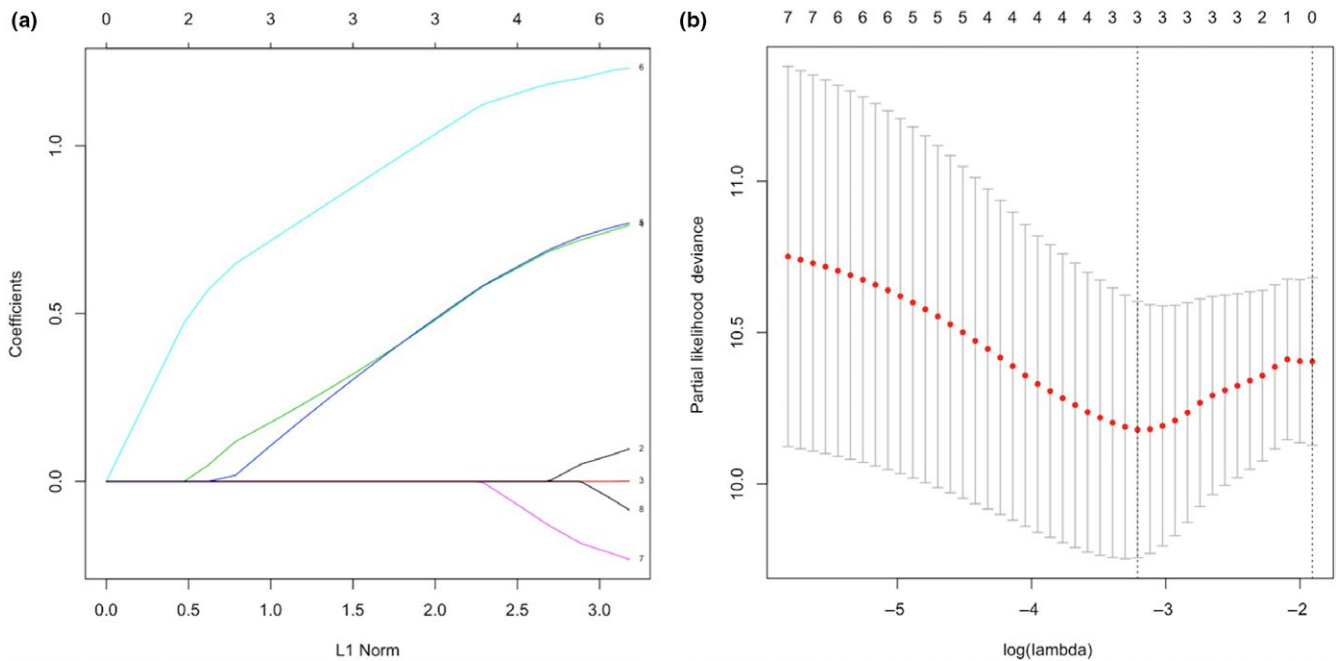 (a)
0 2 3 3 3 4 6
Coefficients
1.0
0.5
0.0
6
4
2
3
8
7
0.0 0.5 1.0 1.5 2.0 2.5 3.0
L1 Norm
(b)
7 7 6 6 6 5 5 5 4 4 4 4 4 3 3 3 3 3 3 2 1 0
Partial likelihood deviance
11.0
10.5
10.0
–5 –4 –3 –2
log(lambda)